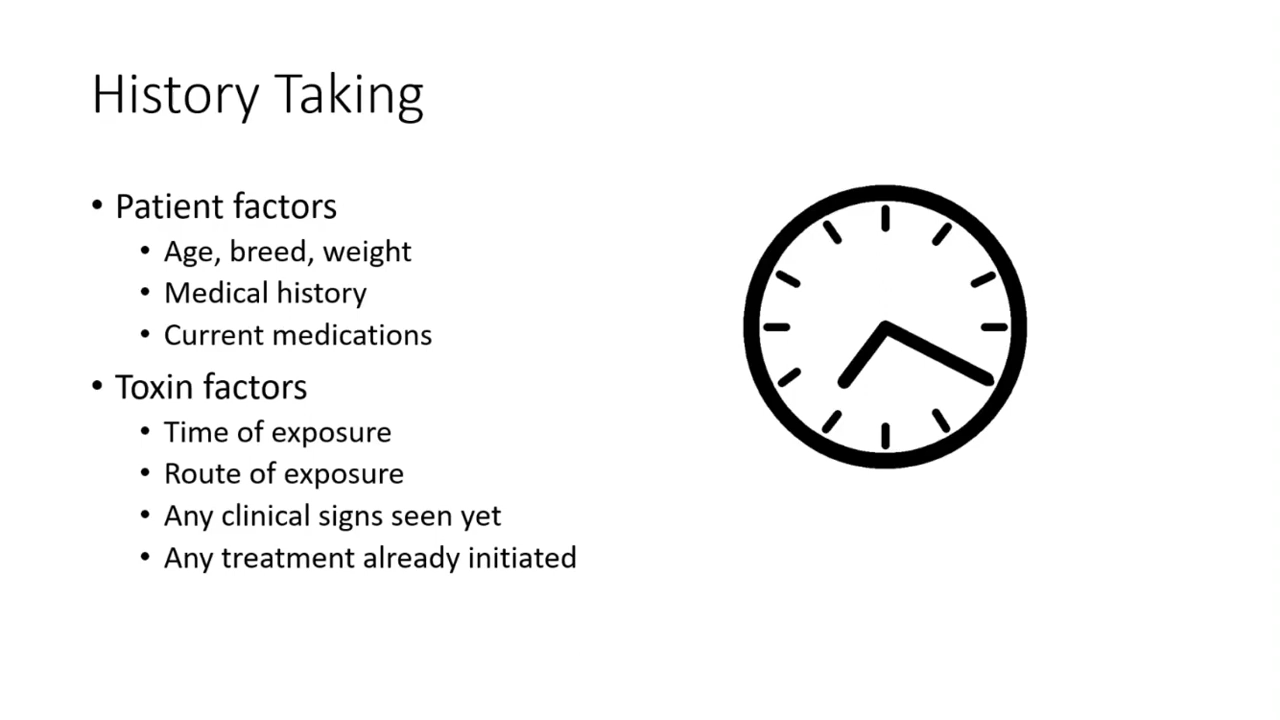 History Taking
• Patient factors
• Age, breed, weight
• Medical history
• Current medications
• Toxin factors
• Time of exposure
• Route of exposure
• Any clinical signs seen yet
• Any treatment already initiated